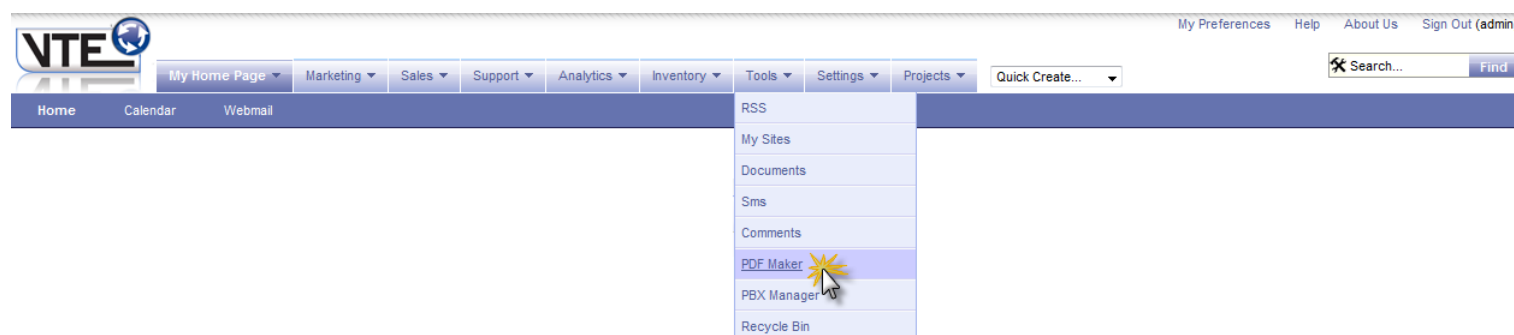 My Preferences Help About Us Sign Out (admin
VTE
My Home Page Marketing Sales Support Analytics Inventory Tools Settings Projects Quick Create... Search... Find
Home Calendar Webmail
RSS
My Sites
Documents
Sms
Comments
PDF Maker
PBX Manager
Recycle Bin